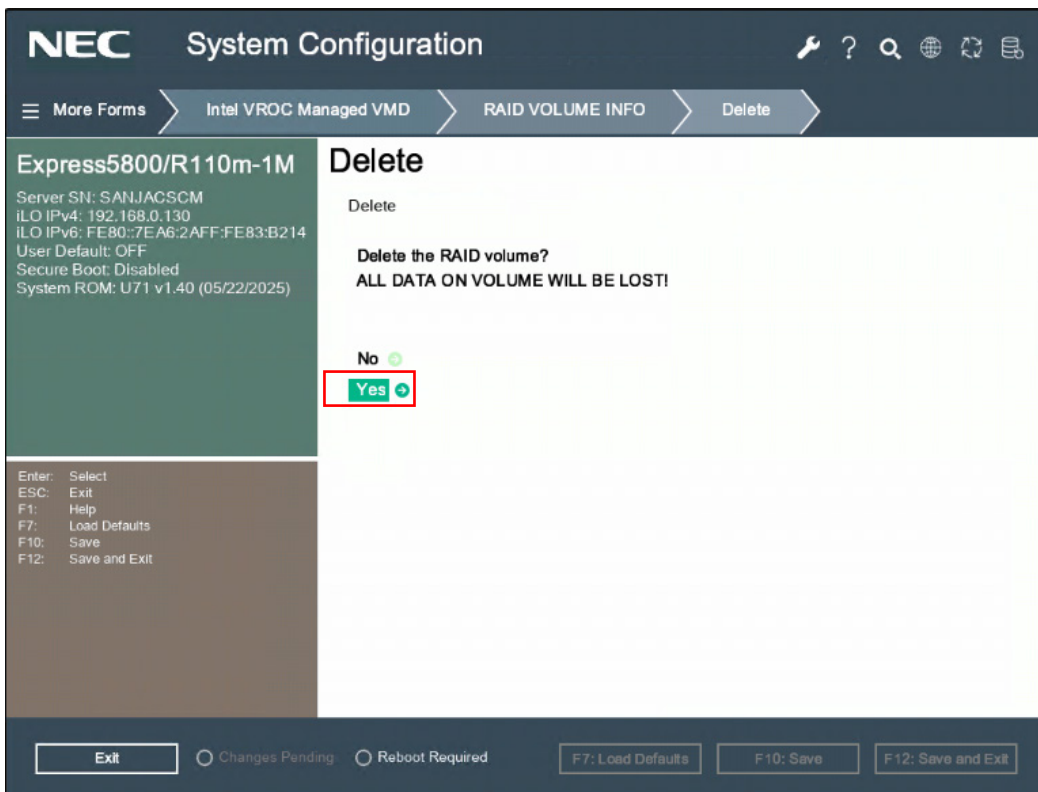 NEC System Configuration
More Forms Intel VROC Managed VMD RAID VOLUME INFO Delete
Express5800/R110m-1M
Server SN: SANJACSCM
iLO IPv4: 192.168.0.130
iLO IPv6: FE80::7EA6:2AFF:FE83:B214
User Default: OFF
Secure Boot: Disabled
System ROM: U71 v1.40 (05/22/2025)
Enter: Select
ESC: Exit
F1: Help
F7: Load Defaults
F10: Save
F12: Save and Exit
Delete
Delete
Delete the RAID volume?
ALL DATA ON VOLUME WILL BE LOST!
No
Yes
Exit Changes Pending Reboot Required F7: Load Defaults F10: Save F12: Save and Exit